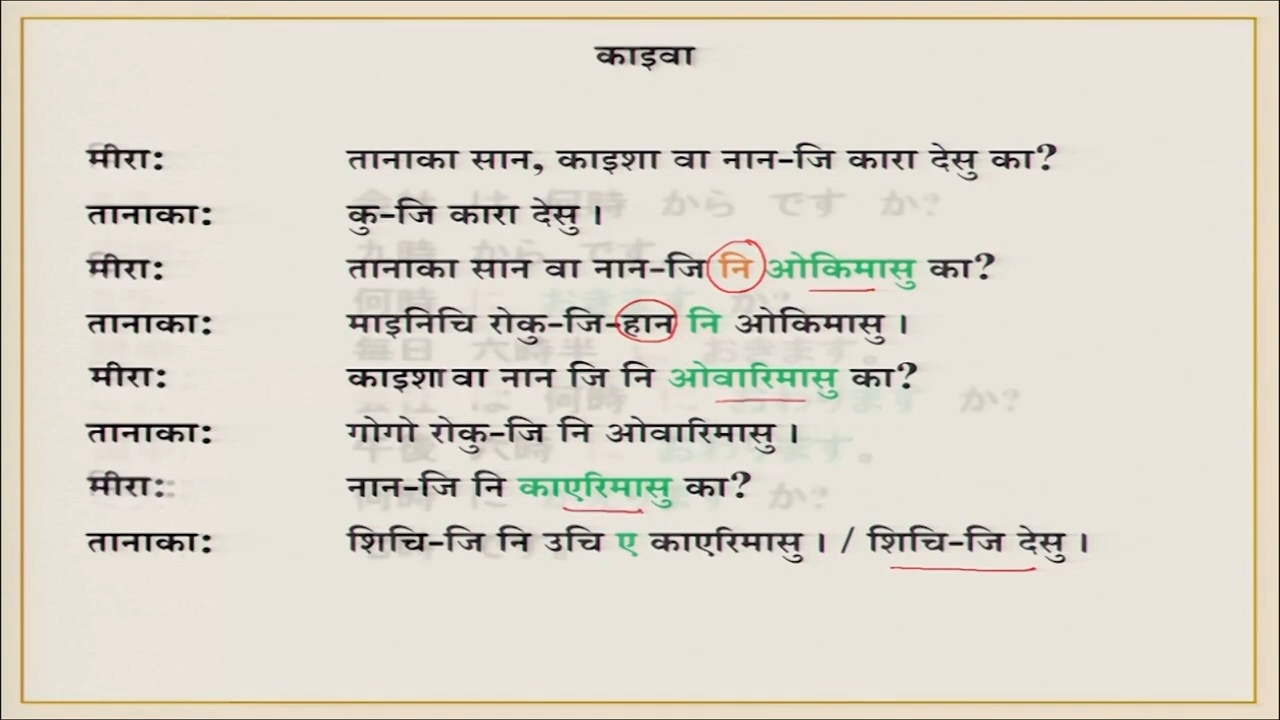 काइवा
मीराः तानाका सान, काइशा वा नान-जि कारा देसु का?
तानाकाः कु-जि कारा देसु ।
मीराः तानाका सान वा नान-जि नि ओकिमासु का?
तानाकाः माइनिचि रोकु-जि-हान नि ओकिमासु ।
मीराः काइशा वा नान जि नि ओवारिमासु का?
तानाकाः गोगो रोकु-जि नि ओवारिमासु ।
मीराः नान-जि नि काएरिमासु का?
तानाकाः शिचि-जि नि उचि ए काएरिमासु । / शिचि-जि देसु ।